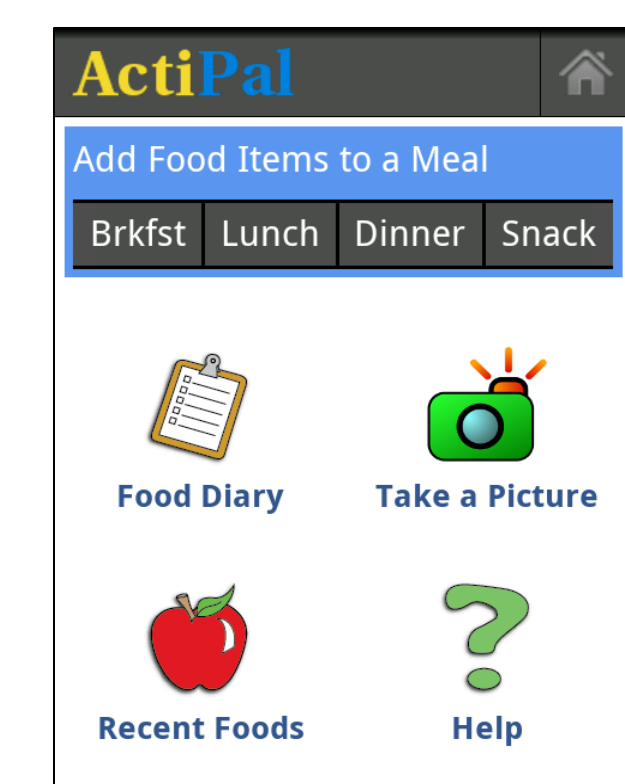 ActiPal
Add Food Items to a Meal
Brkfst Lunch Dinner Snack
Food Diary Take a Picture
Recent Foods Help